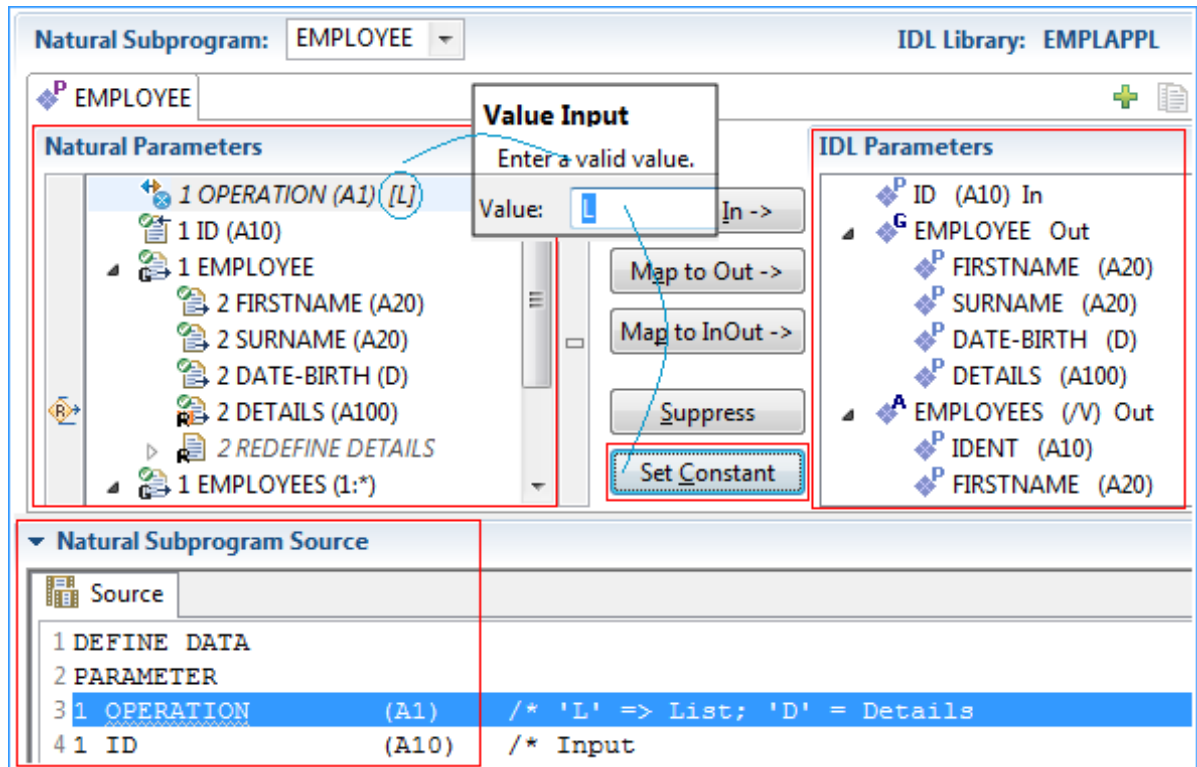 Natural Subprogram: EMPLOYEE IDL Library: EMPLAPPL
P EMPLOYEE
Value Input
Enter a valid value.
Value: L
Natural Parameters
1 OPERATION (A1) [L]
1 ID (A10)
G 1 EMPLOYEE
2 FIRSTNAME (A20)
2 SURNAME (A20)
2 DATE-BIRTH (D)
R R 2 DETAILS (A100)
R 2 REDEFINE DETAILS
G 1 EMPLOYEES (1:*)
In ->
Map to Out ->
Map to InOut ->
Suppress
Set Constant
IDL Parameters
P ID (A10) In
G EMPLOYEE Out
P FIRSTNAME (A20)
P SURNAME (A20)
P DATE-BIRTH (D)
P DETAILS (A100)
A EMPLOYEES (/V) Out
P IDENT (A10)
P FIRSTNAME (A20)
Natural Subprogram Source
Source
1 DEFINE DATA
2 PARAMETER
3 1 OPERATION (A1) /* 'L' => List; 'D' = Details
4 1 ID (A10) /* Input